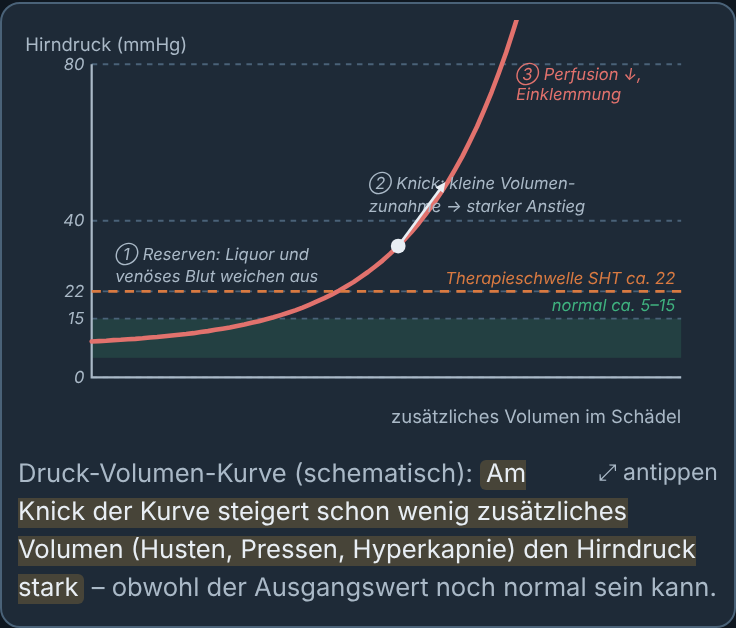 Hirndruck (mmHg)
80
③ Perfusion ↓,
Einklemmung
② Knick: kleine Volumen-
zunahme → starker Anstieg
40
① Reserven: Liquor und
venöses Blut weichen aus
Therapieschwelle SHT ca. 22
22
normal ca. 5–15
15
0
zusätzliches Volumen im Schädel
Druck-Volumen-Kurve (schematisch): Am
⤢ antippen
Knick der Kurve steigert schon wenig zusätzliches
Volumen (Husten, Pressen, Hyperkapnie) den Hirndruck
stark – obwohl der Ausgangswert noch normal sein kann.